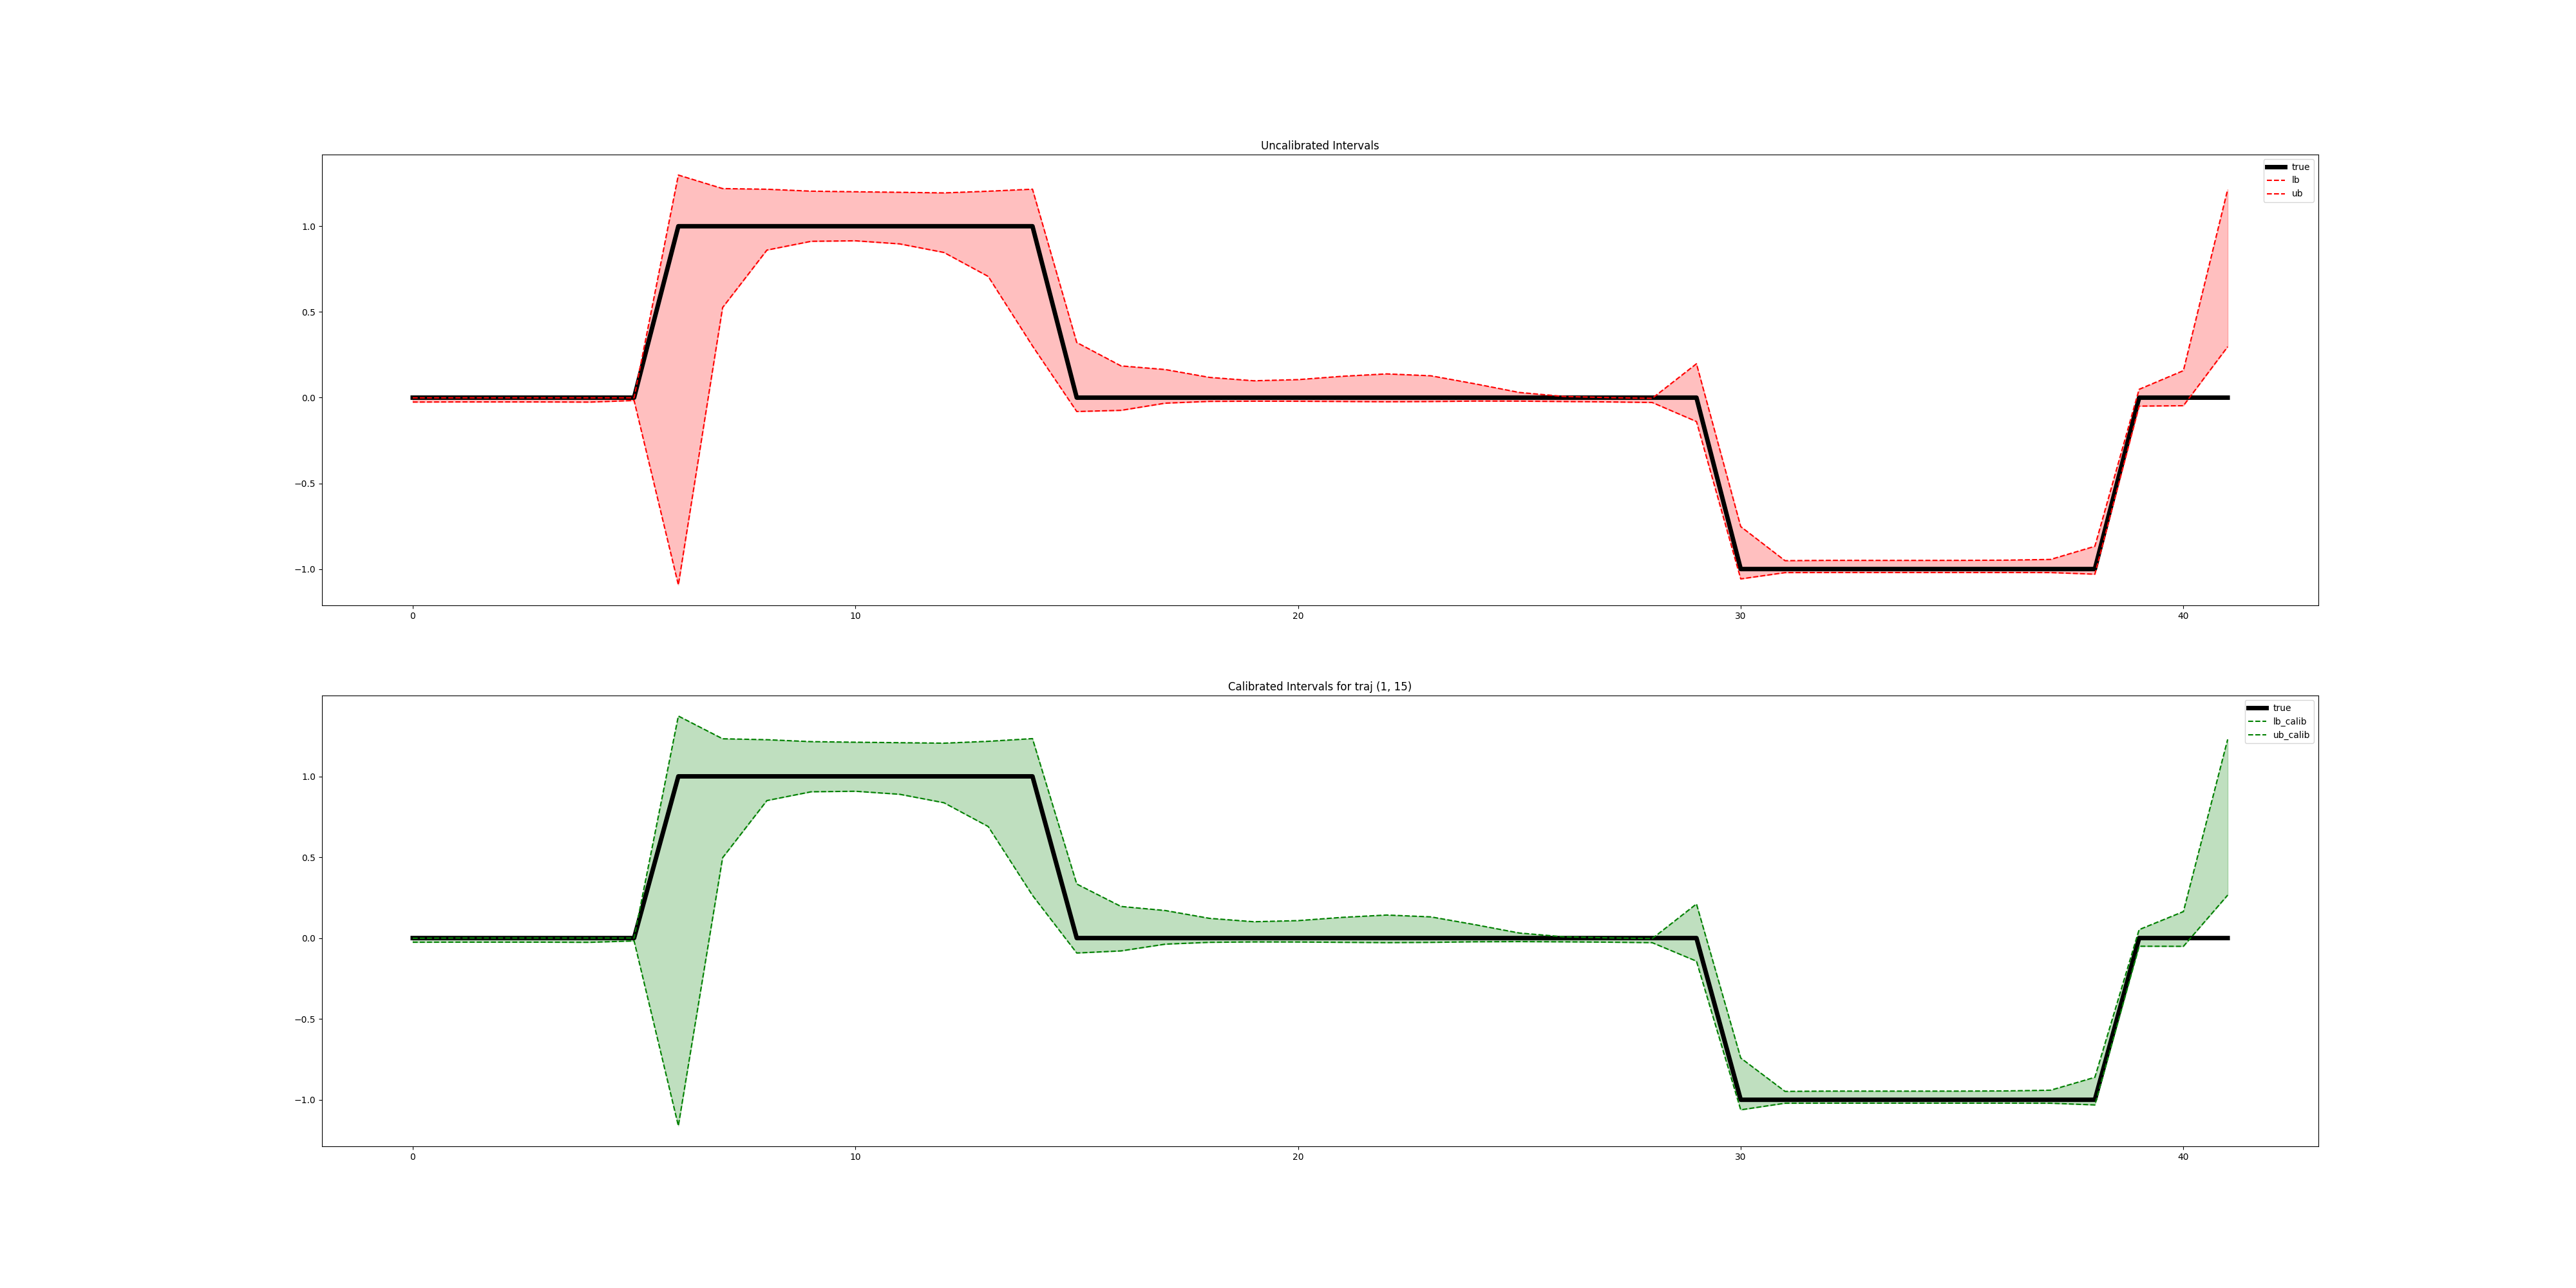 Uncalibrated Intervals
true
lb
ub
1.0
0.5
0.0
−0.5
−1.0
0 10 20 30 40
Calibrated Intervals for traj (1, 15)
true
lb_calib
ub_calib
1.0
0.5
0.0
−0.5
−1.0
0 10 20 30 40